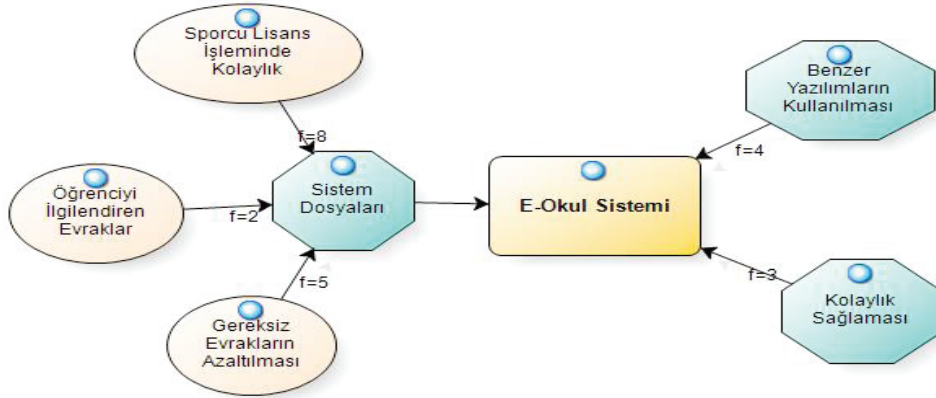 Sporcu Lisans
İşleminde
Kolaylık
f=8
Öğrenciyi
İlgilendiren
Evraklar
f=2
Sistem
Dosyaları
f=5
Gereksiz
Evrakların
Azaltılması
E-Okul Sistemi
Benzer
Yazılımların
Kullanılması
f=4
f=3
Kolaylık
Sağlaması